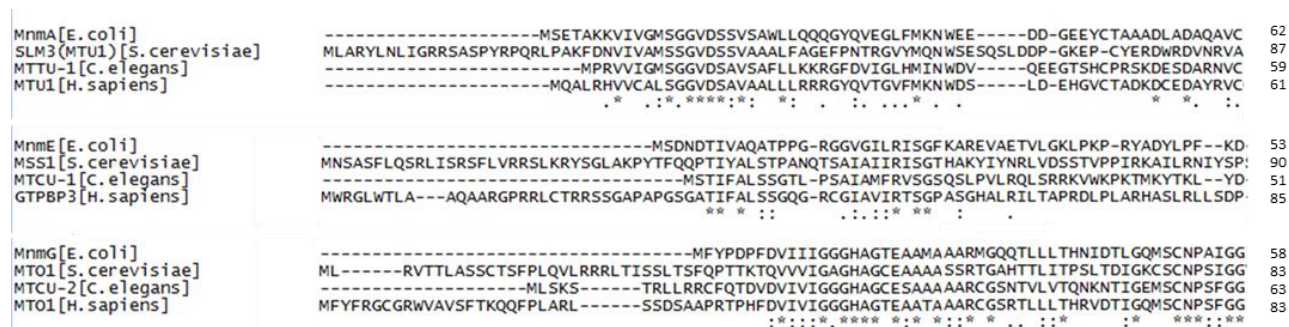 MnmA[E.coli] ----------------------MSETAKKVIVGMSGGVDSSVSAWLLQQQGYQVEGLFMKNWEE-----DD-GEEYCTAAADLADAQAVC 62
SLM3(MTU1)[S.cerevisiae] MLARYLNLIGRRSASPYRPQRLPAKFDNVIVAMSSGVDSSVAAALFAGEFPNTRGVYMQNWSESQSLDDP-GKEP-CYERDWRDVNRVA 87
MTTU-1[C.elegans] --------------------------MPRVVIGMSGGVDSAVSAFLLKKRGFDVIGLHMINWDV-----QEEGTSHCPRSKDESDARNVC 59
MTU1[H.sapiens] --------------------------MQALRHVVCALSGGVDSAVAALLLRRRGYQVTGVFMKNWDS-----LD-EHGVCTADKDCEDAYRVC 61
.* .:*.****:*:* *: . :. ...* * . * *. :.
MnmE[E.coli] ---------------------------------MSDNDTIVAQATPPG-RGGVGILRISGFKAREVAETVLGKLPKP-RYADYLPF--KD- 53
MSS1[S.cerevisiae] MNSASFLQSRLISRSFLVRRSLKRYSGLAKPYTFQQPTIYALSTPANQTSAIAIIRISGTHAKYIYNRLVDSSTVPPIRKAILRNIYSPS 90
MTCU-1[C.elegans] ------------------------------------MSTIFALSSGTL-PSAIAMFRVSGSQSLPVLRQLSRRKVWKPKTMKYTKL--YD- 51
GTPBP3[H.sapiens] MWRGLWTLA---AQAARGPRRLCTRRSSGAPAPGSGATIFALSSGQG-RCGIAVIRTSGPASGHALRILTAPRDLPLARHASLRLLSDP- 85
** * :: .:.:* ** : .
MnmG[E.coli] -------------------------------------MFYPDPFDVIIIGGGHAGTEAAMAAARMGQQTLLLTHNIDTLGQMSCNPAIGG 58
MTO1[S.cerevisiae] ML------RVTTLASSCTSFPLQVLRRRLTISSLTSFQPTTKTQVVVIGAGHAGCEAAAASSRTGAHTTLITPSLTDIGKCSCNPSIGG 83
MTCU-2[C.elegans] ---------------------MLSKS------TRLLRRCFQTDVDVIVIGGGHAGCESAAAAARCGSNTVLVTQNKNTIGEMSCNPSFGG 63
MTO1[H.sapiens] MFYFRGCGRWVAVSFTKQQFPLARL------SSDSAAPRTPHFDVIVIGGGHAGTEAATAAARCGSRTLLLTHRVDTIGQMSCNPSFGG 83
:*:::*.**** *:* *::* * .* *:* :*: ****::**